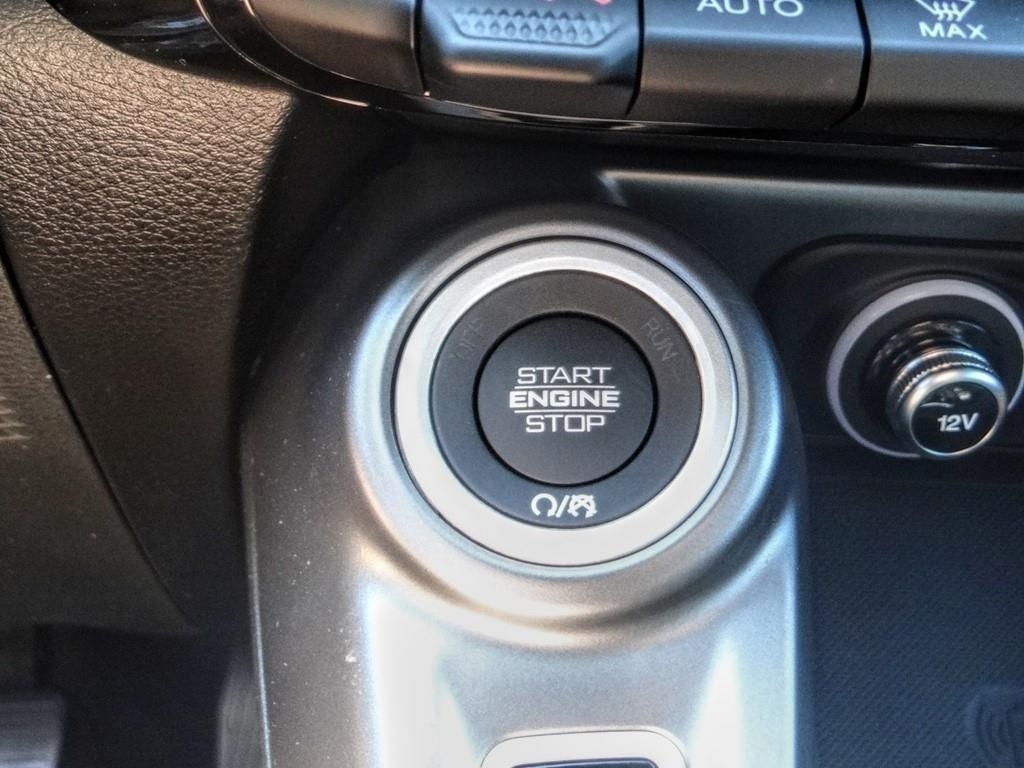 AUTO
MAX
OFF
RUN
START
ENGINE
STOP
12V